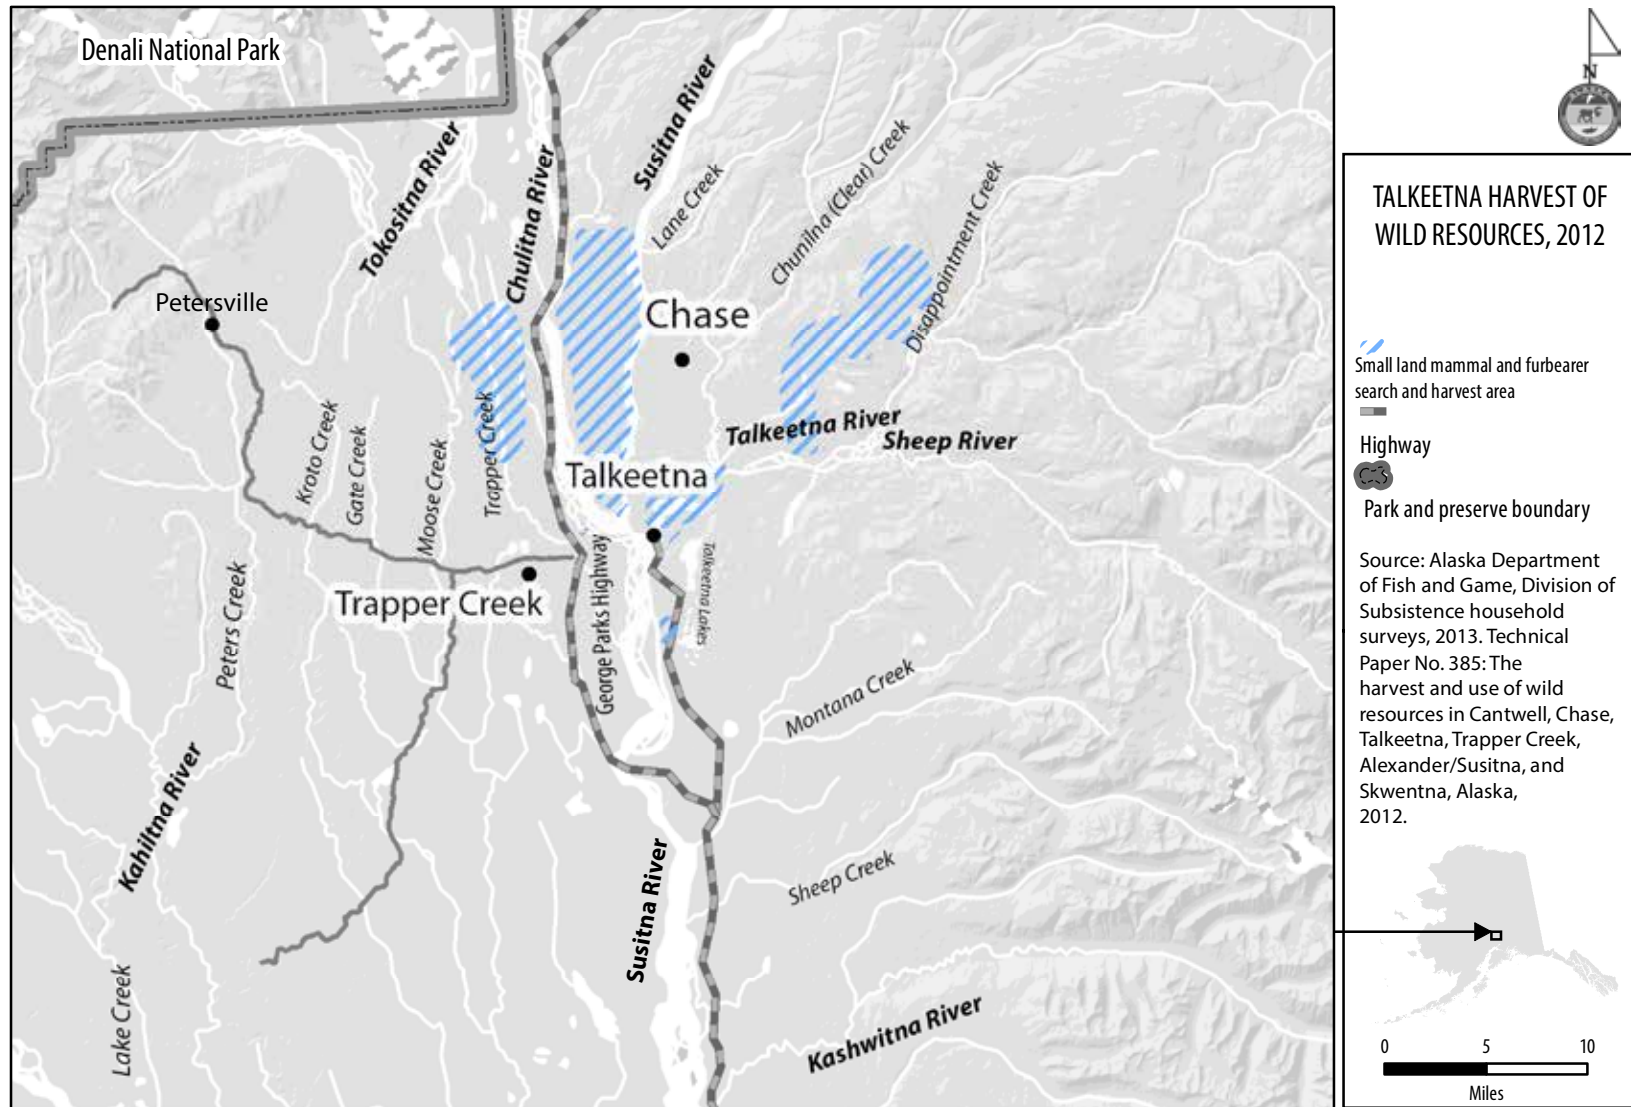 Denali National Park
Susitna River
Tokositna River
Chulitna River
Lane Creek
Chunilna (Clear) Creek
Disappointment Creek
Petersville
Chase
Kroto Creek
Gate Creek
Moose Creek
Trapper Creek
Talkeetna River
Sheep River
Talkeetna
Trapper Creek
Peters Creek
George Parks Highway
Talkeetna Lakes
Montana Creek
Kahiltna River
Susitna River
Sheep Creek
Lake Creek
Kashwitna River
N
ALASKA
TALKEETNA HARVEST OF
WILD RESOURCES, 2012
Small land mammal and furbearer
search and harvest area
Highway
Park and preserve boundary
Source: Alaska Department
of Fish and Game, Division of
Subsistence household
surveys, 2013. Technical
Paper No. 385: The
harvest and use of wild
resources in Cantwell, Chase,
Talkeetna, Trapper Creek,
Alexander/Susitna, and
Skwentna, Alaska,
2012.
0 5 10
Miles